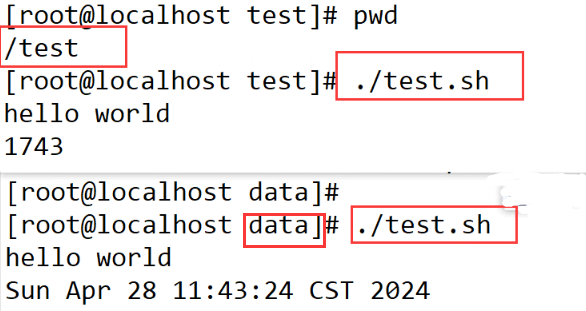 [root@localhost test]# pwd
/test
[root@localhost test]# ./test.sh
hello world
1743
[root@localhost data]#
[root@localhost data]# ./test.sh
hello world
Sun Apr 28 11:43:24 CST 2024